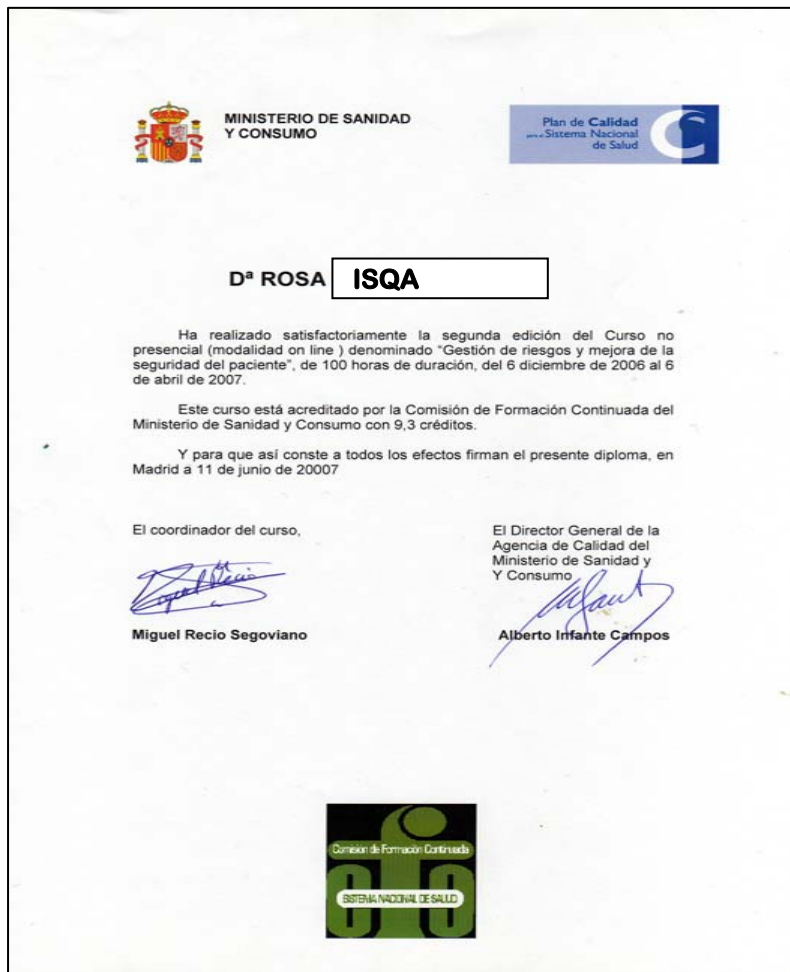 MINISTERIO DE SANIDAD
Y CONSUMO
Plan de Calidad
para el Sistema Nacional
de Salud
Dª ROSA ISQA
Ha realizado satisfactoriamente la segunda edición del Curso no
presencial (modalidad on line ) denominado “Gestión de riesgos y mejora de la
seguridad del paciente”, de 100 horas de duración, del 6 diciembre de 2006 al 6
de abril de 2007.
Este curso está acreditado por la Comisión de Formación Continuada del
Ministerio de Sanidad y Consumo con 9,3 créditos.
Y para que así conste a todos los efectos firman el presente diploma, en
Madrid a 11 de junio de 20007
El coordinador del curso,
Miguel Recio Segoviano
El Director General de la
Agencia de Calidad del
Ministerio de Sanidad y
Y Consumo
Alberto Infante Campos
Comisión de Formación Continuada
SISTEMA NACIONAL DE SALUD